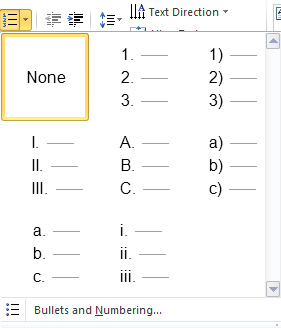 Text Direction
None
1.
2.
3.
1)
2)
3)
I.
II.
III.
A.
B.
C.
a)
b)
c)
a.
b.
c.
i.
ii.
iii.
Bullets and Numbering...